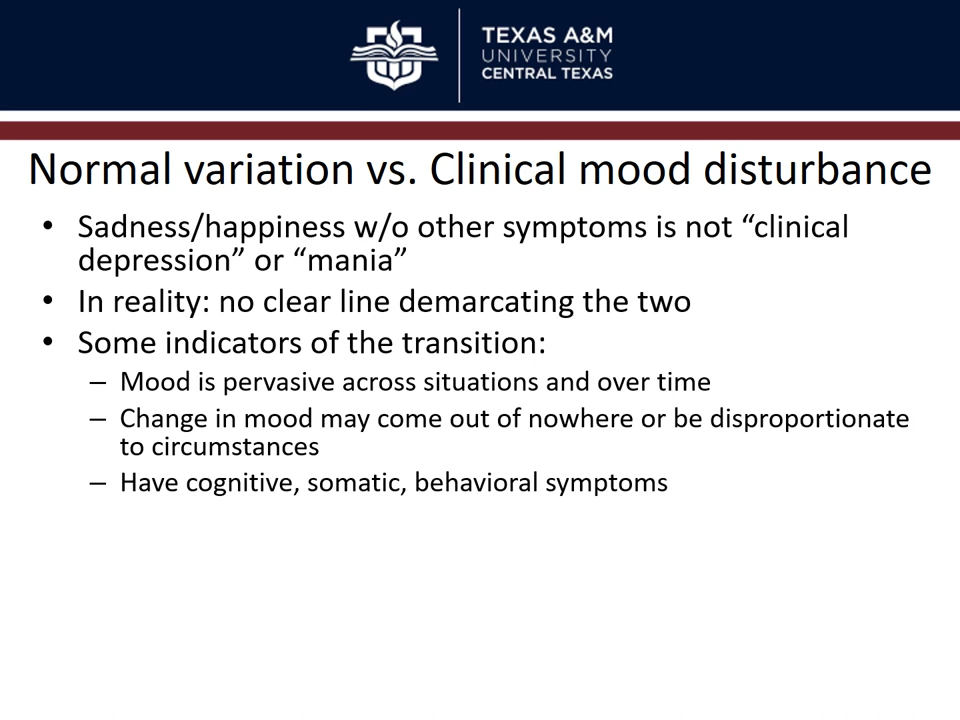 TEXAS A&M
UNIVERSITY
CENTRAL TEXAS
Normal variation vs. Clinical mood disturbance
• Sadness/happiness w/o other symptoms is not “clinical
depression” or “mania”
• In reality: no clear line demarcating the two
• Some indicators of the transition:
– Mood is pervasive across situations and over time
– Change in mood may come out of nowhere or be disproportionate
to circumstances
– Have cognitive, somatic, behavioral symptoms